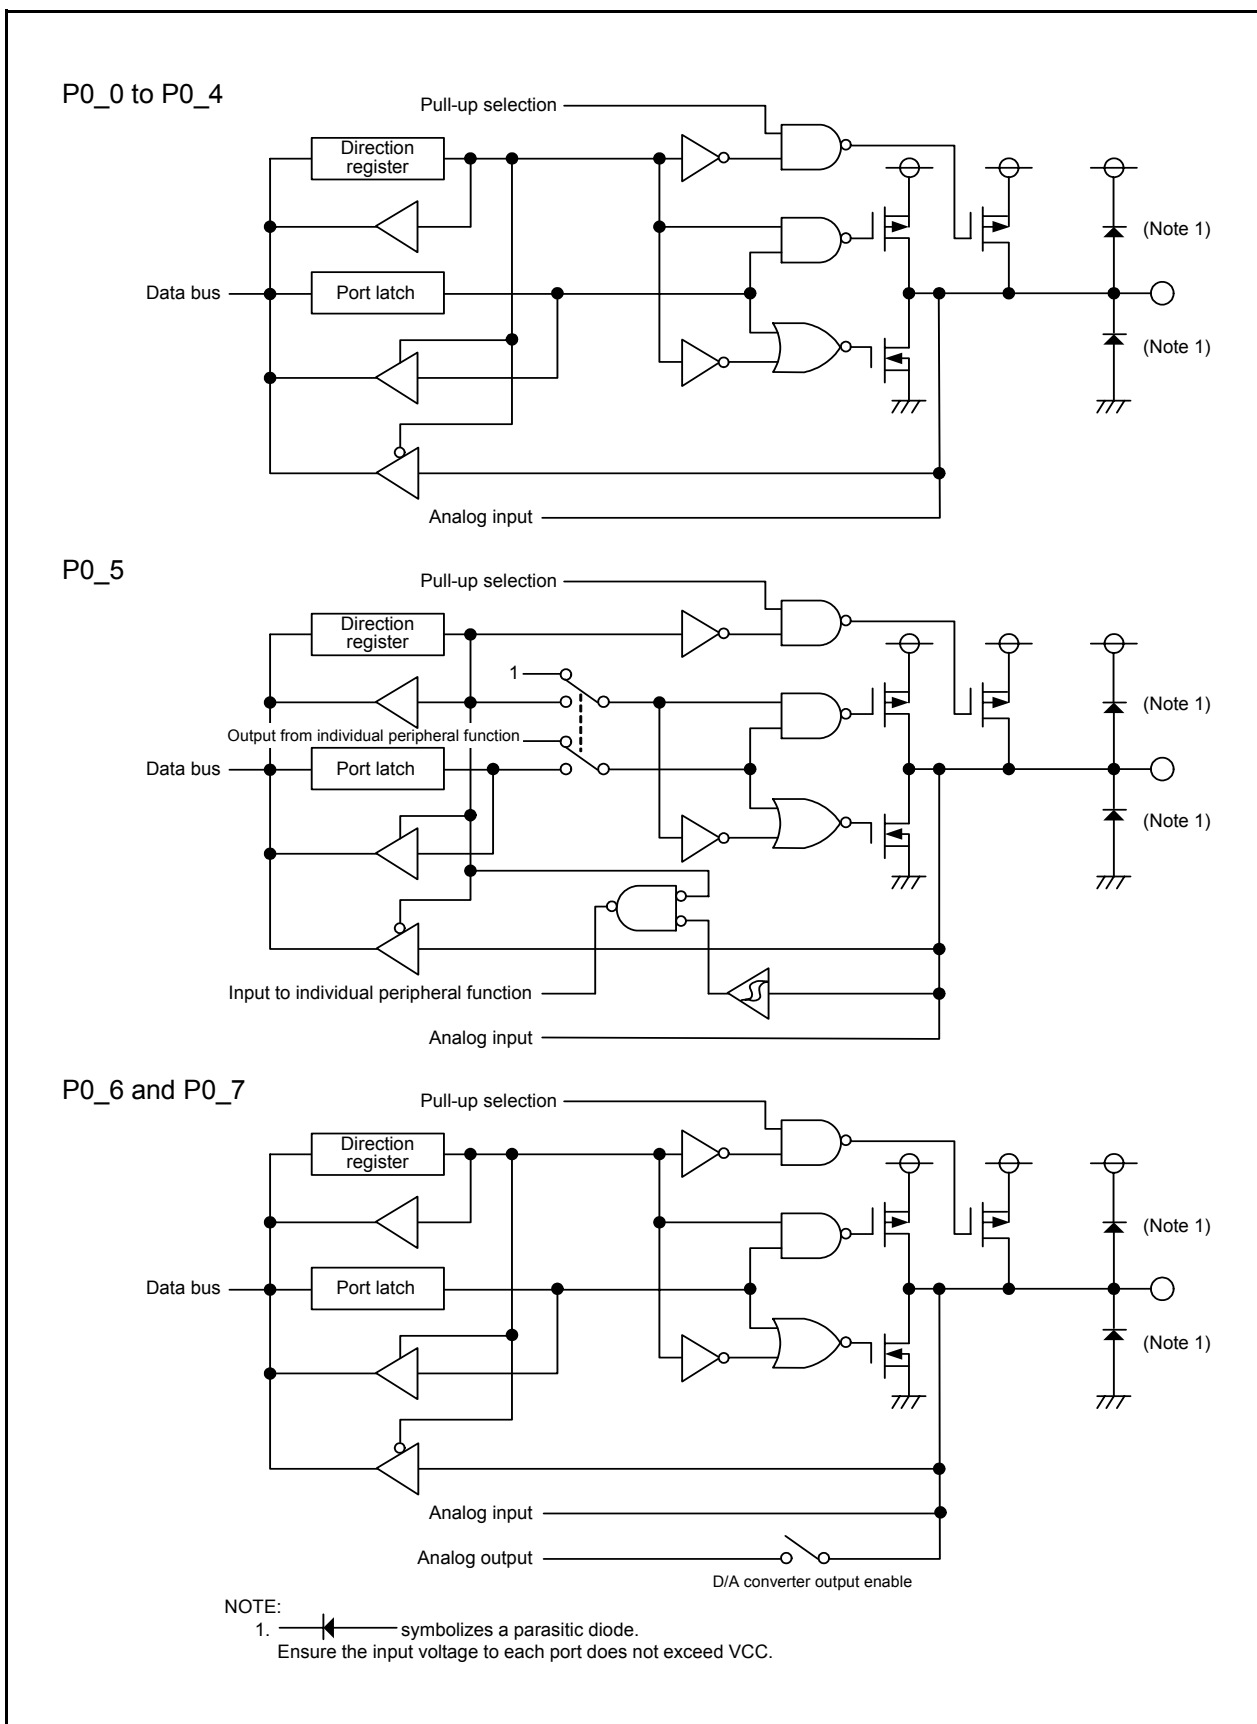 P0_0 to P0_4
Pull-up selection
Direction
register
(Note 1)
Data bus
Port latch
(Note 1)
Analog input
P0_5
Pull-up selection
Direction
register
1
(Note 1)
Output from individual peripheral function
Data bus
Port latch
(Note 1)
Input to individual peripheral function
Analog input
P0_6 and P0_7
Pull-up selection
Direction
register
(Note 1)
Data bus
Port latch
(Note 1)
Analog input
Analog output
D/A converter output enable
NOTE:
1. symbolizes a parasitic diode.
Ensure the input voltage to each port does not exceed VCC.